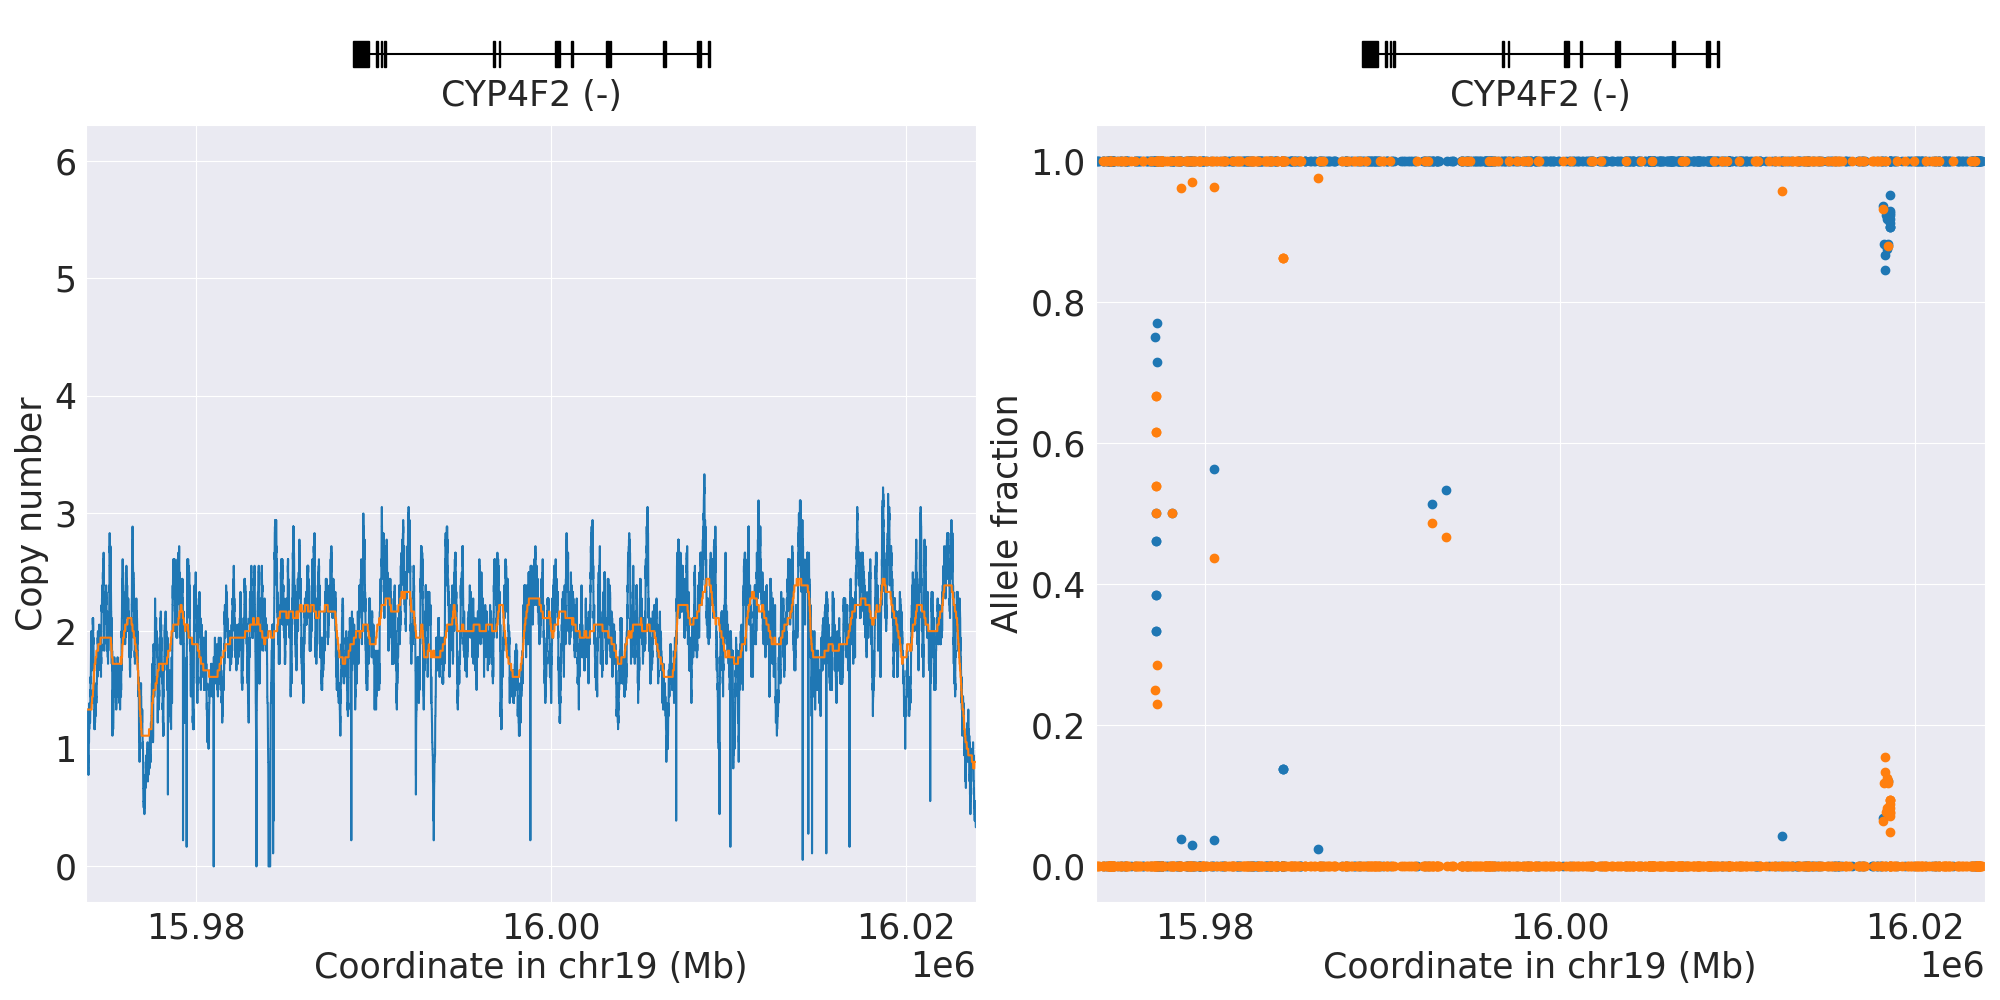 CYP4F2 (-)
6
5
4
3
2
1
0
Copy number
15.98
16.00
16.02
Coordinate in chr19 (Mb)
1e6
CYP4F2 (-)
1.0
0.8
0.6
0.4
0.2
0.0
Allele fraction
15.98
16.00
16.02
Coordinate in chr19 (Mb)
1e6